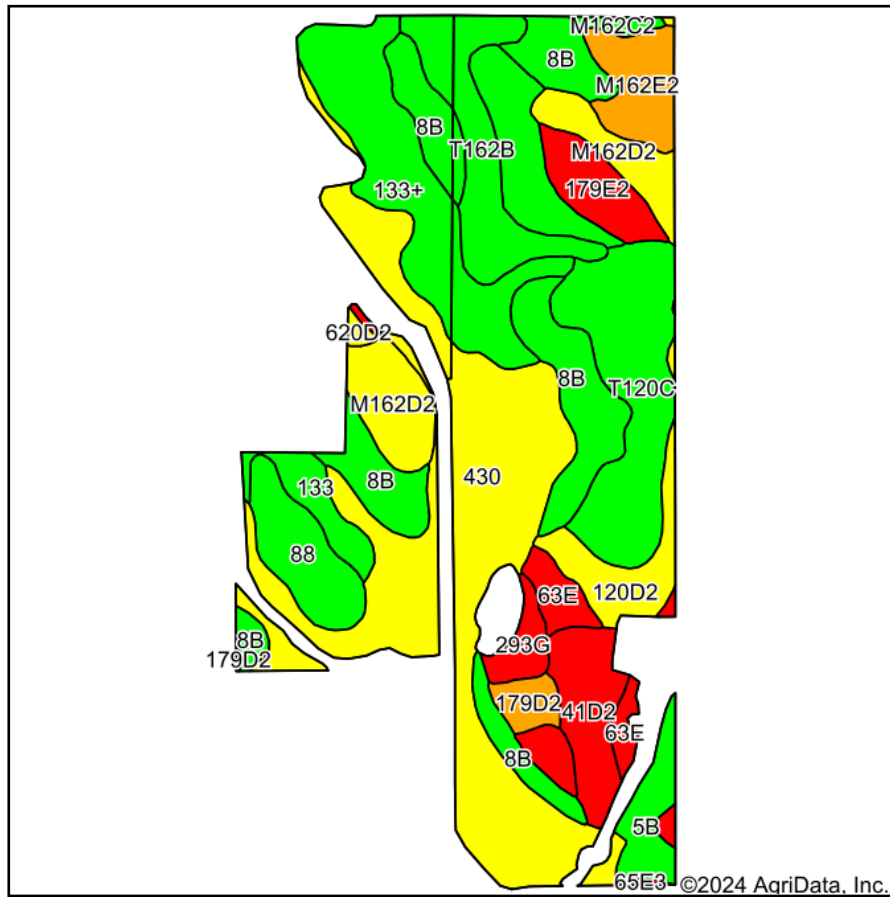 M162C2
8B
M162E2
8B
T162B
M162D2
133+
179E2
620D2
8B
T120C
M162D2
430
133
8B
88
63E
120D2
8B
179D2
293G
179D2
41D2
63E
8B
5B
65E3
©2024 AgriData, Inc.